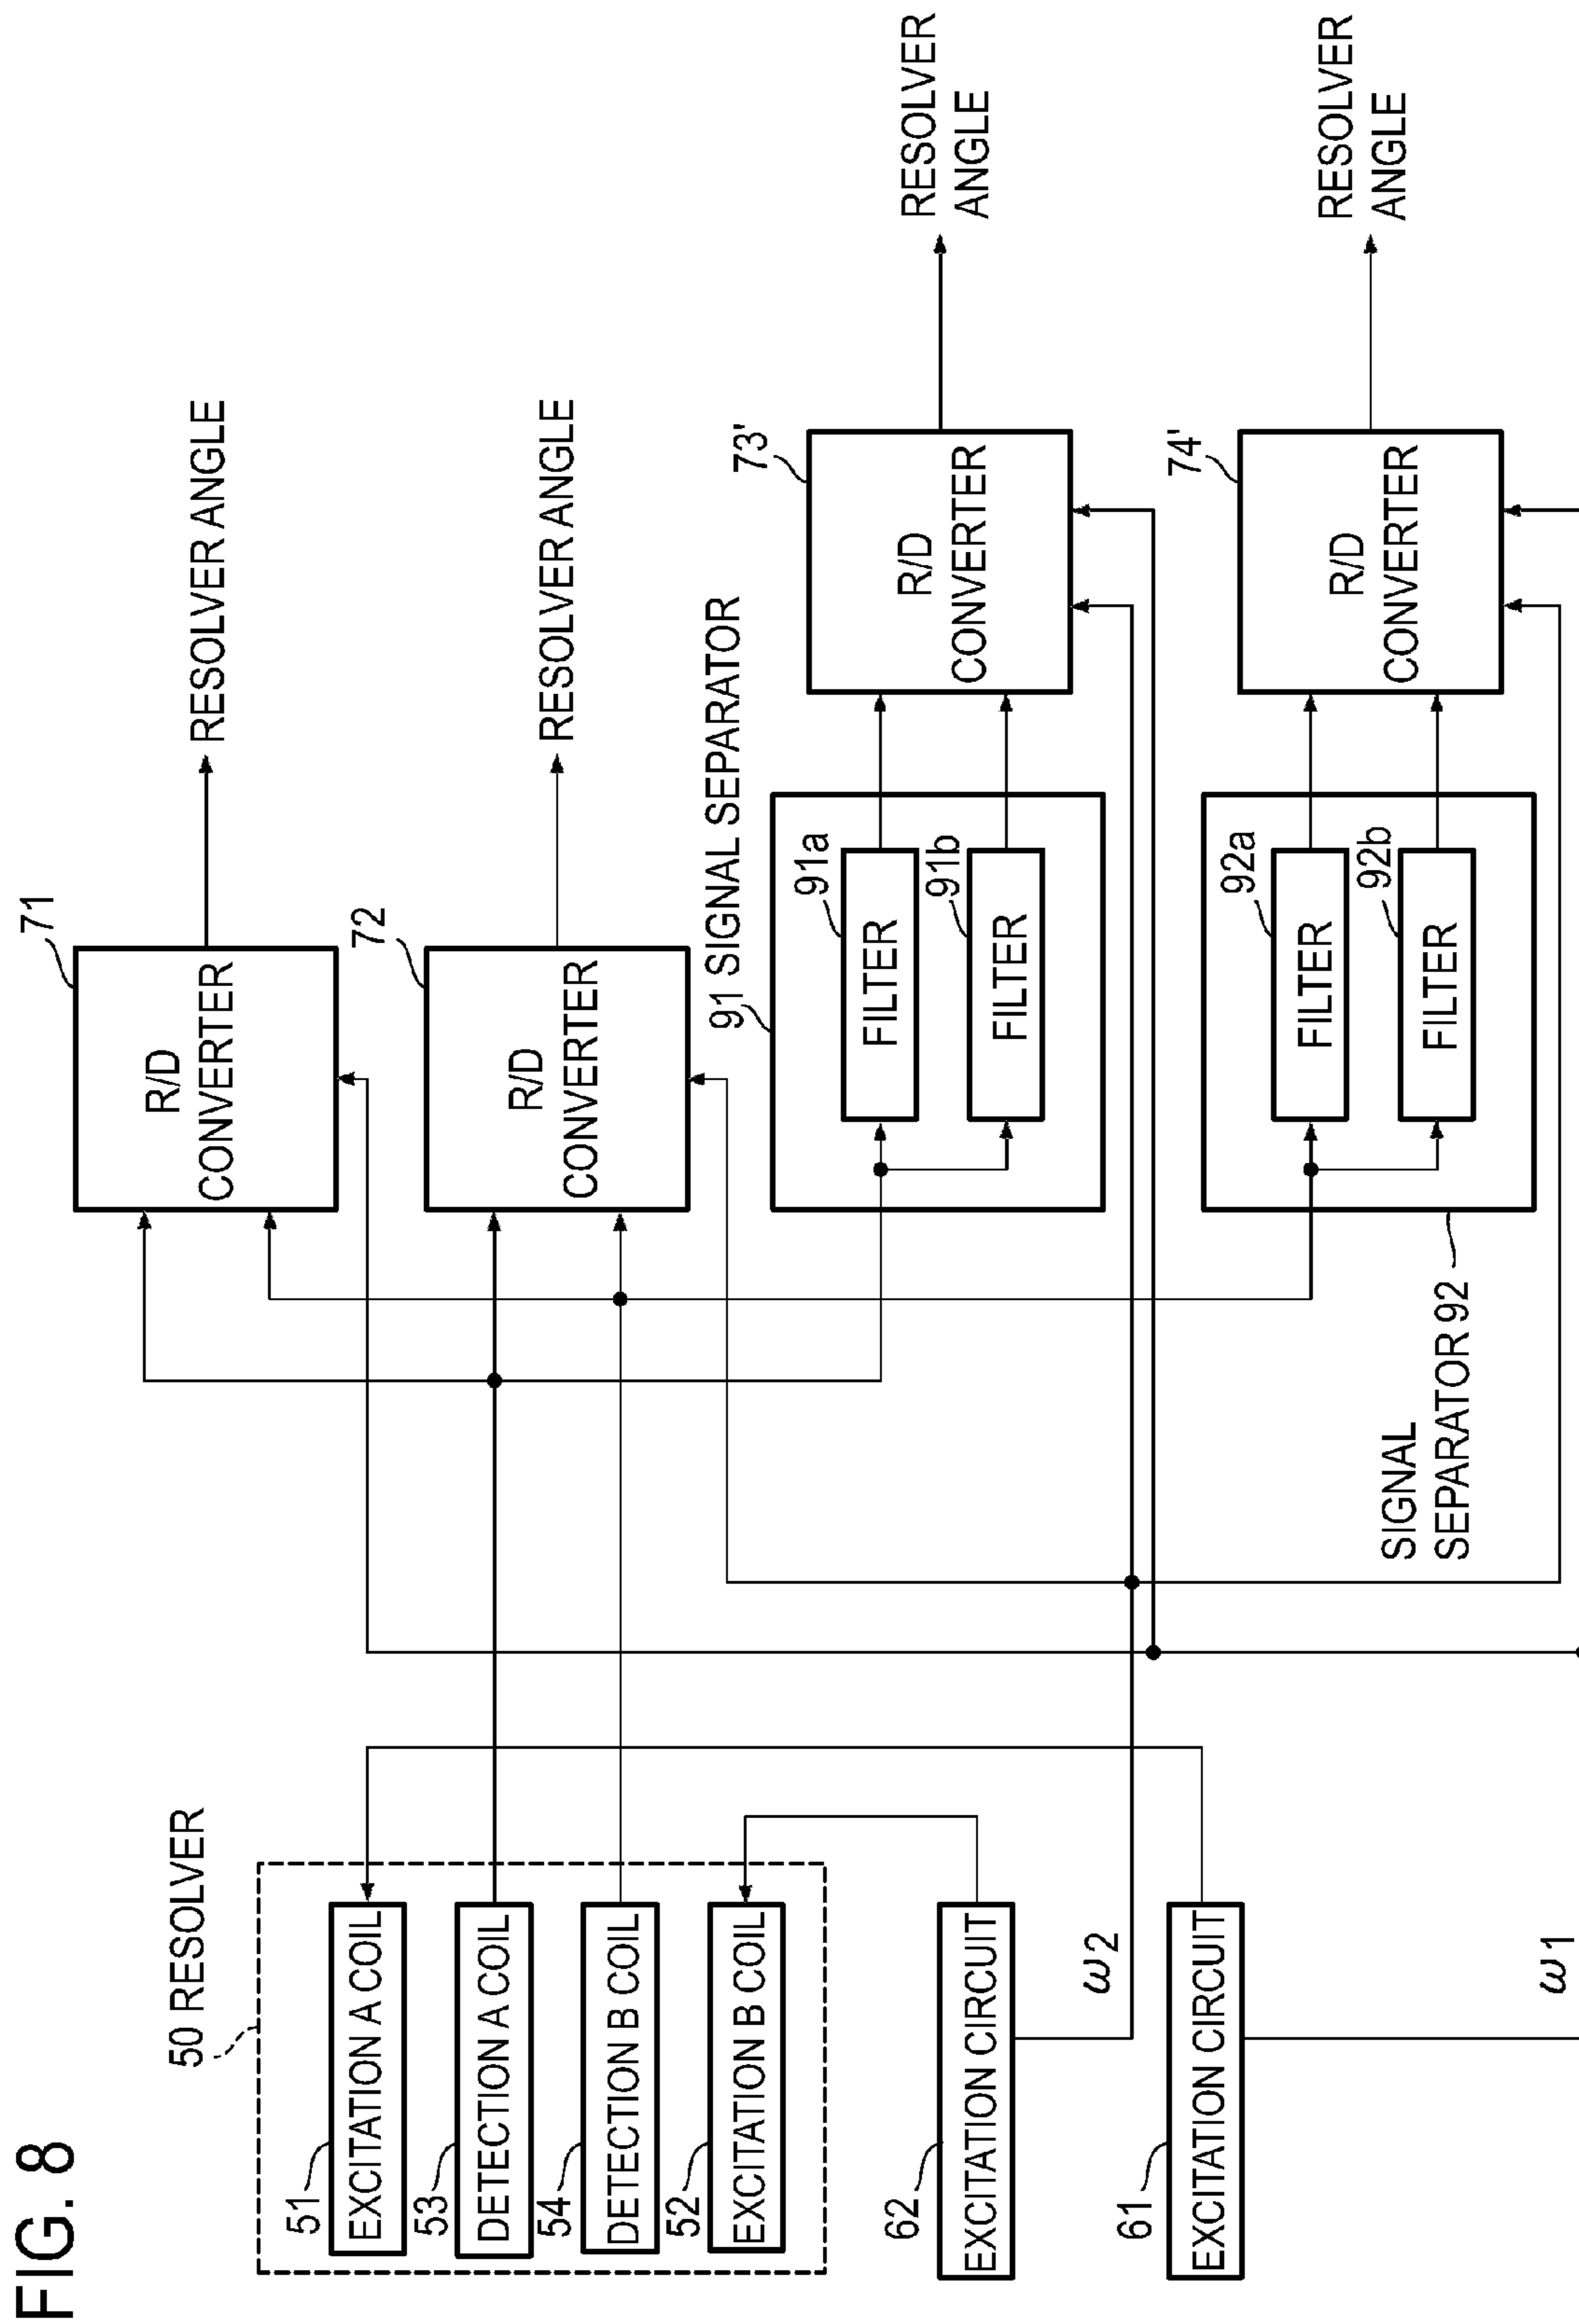 FIG. 8
50 RESOLVER
51
EXCITATION A COIL
53
DETECTION A COIL
54
DETECTION B COIL
52
EXCITATION B COIL
62
EXCITATION CIRCUIT
ω2
61
EXCITATION CIRCUIT
ω1
71
R/D
CONVERTER
RESOLVER ANGLE
72
R/D
CONVERTER
RESOLVER ANGLE
91 SIGNAL SEPARATOR
91a
FILTER
91b
FILTER
73'
R/D
CONVERTER
RESOLVER
ANGLE
SIGNAL
SEPARATOR 92
92a
FILTER
92b
FILTER
74'
R/D
CONVERTER
RESOLVER
ANGLE